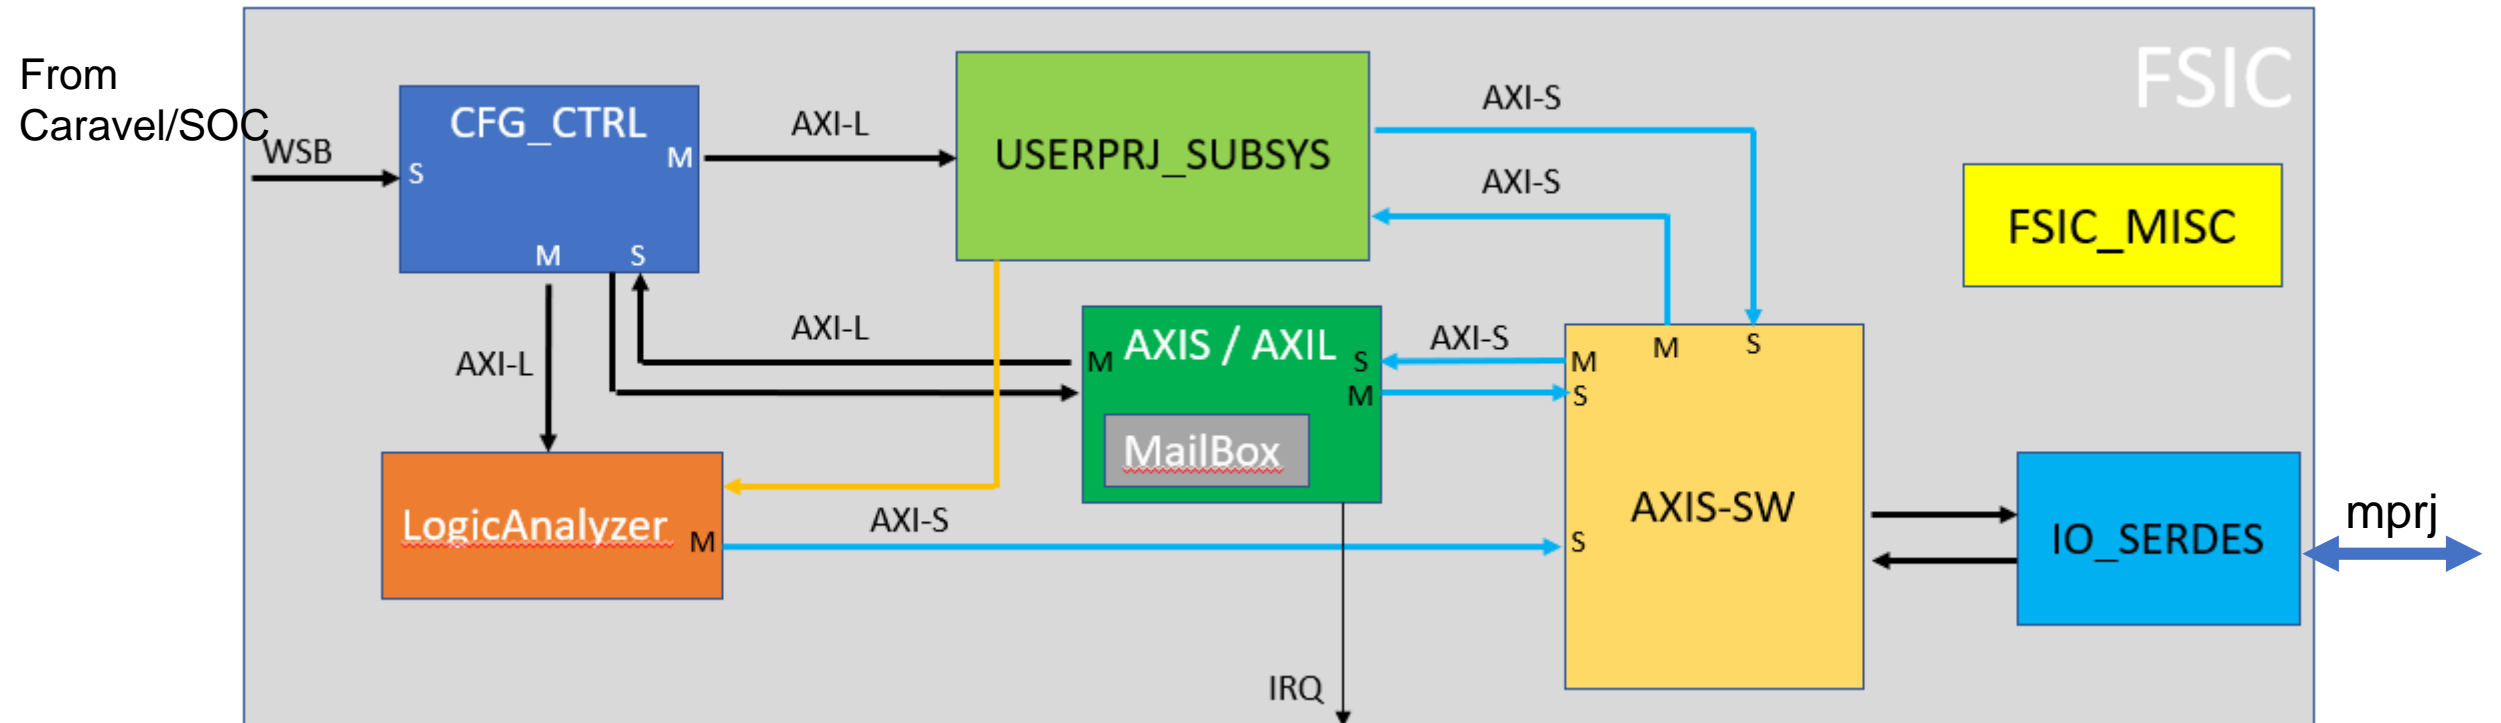 From
Caravel/SOC
WSB
S
CFG_CTRL
M
M
S
AXI-L
USERPRJ_SUBSYS
AXI-S
AXI-S
FSIC
FSIC_MISC
AXI-L
AXI-L
M
AXIS / AXIL
S
M
MailBox
AXI-S
M
S
M
S
AXIS-SW
S
LogicAnalyzer
M
AXI-S
IO_SERDES
mprj
IRQ